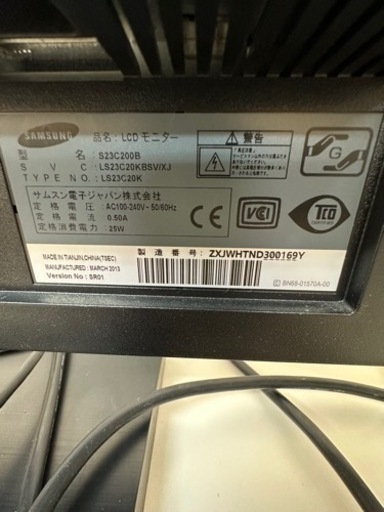 SAMSUNG
品名: LCD モニター
型 名 : S23C200B
S V C : LS23C20KBSV/XJ
TYPE NO. : LS23C20K
サムスン電子ジャパン株式会社
定格電圧: AC100-240V~ 50/60Hz
定格電流: 0.50A
定格消費電力: 25W
警告
G
VCI
TCO
製造番号: ZXJWHTND300169Y
MADE IN TIANJIN,CHINA(TSEC)
MANUFACTURED : MARCH 2013
Version No : SR01
BN68-01570A-00